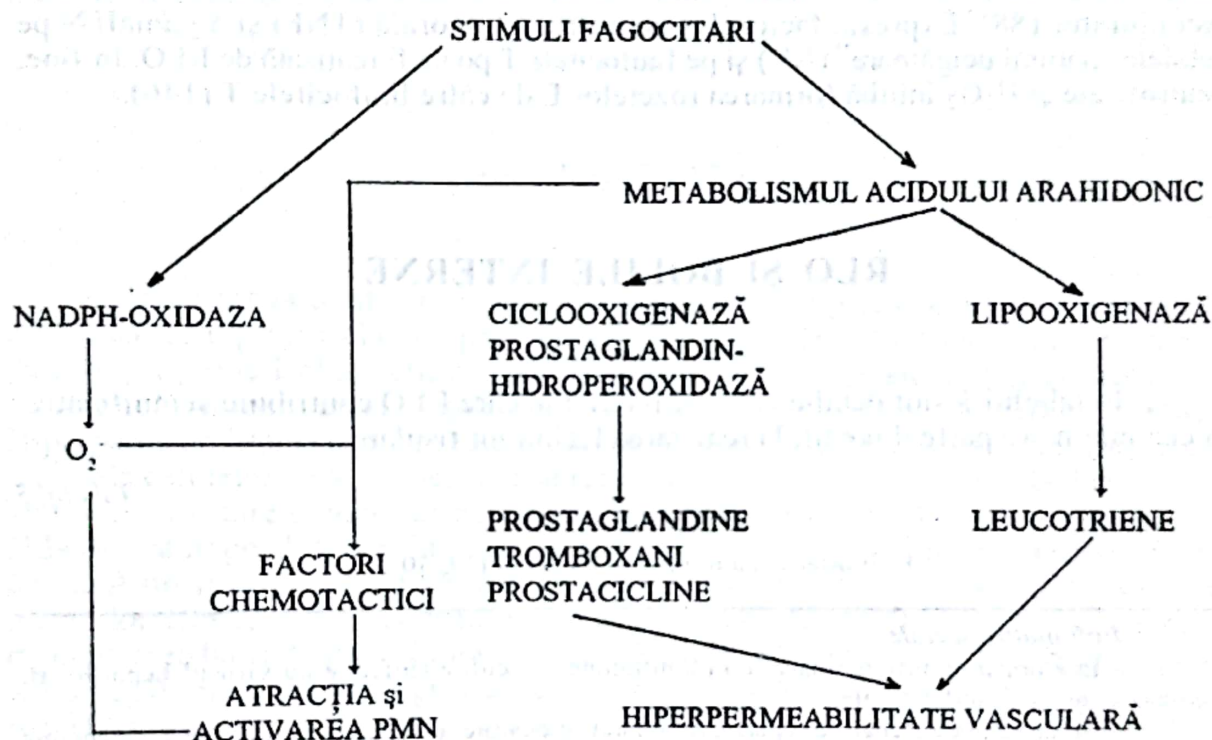 STIMULI FAGOCITARI
METABOLISMUL ACIDULUI ARAHIDONIC
NADPH-OXIDAZA
CICLOOXIGENAZĂ
PROSTAGLANDIN-
HIDROPEROXIDAZĂ
LIPOOXIGENAZĂ
O₂
PROSTAGLANDINE
TROMBOXANI
PROSTACICLINE
LEUCOTRIENE
FACTORI
CHEMOTACTICI
ATRACȚIA și
ACTIVAREA PMN
HIPERPERMEABILITATE VASCULARĂ